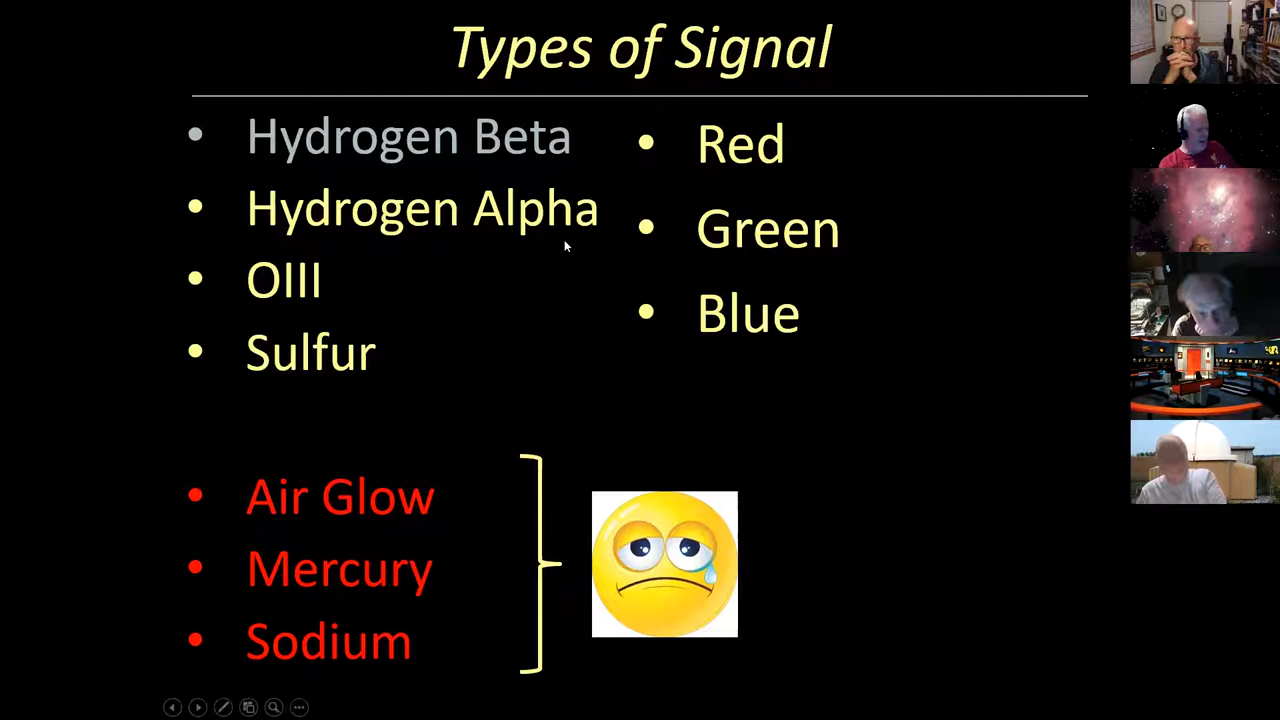 Types of Signal
Hydrogen Beta
Hydrogen Alpha
OIII
Sulfur
Red
Green
Blue
Air Glow
Mercury
Sodium